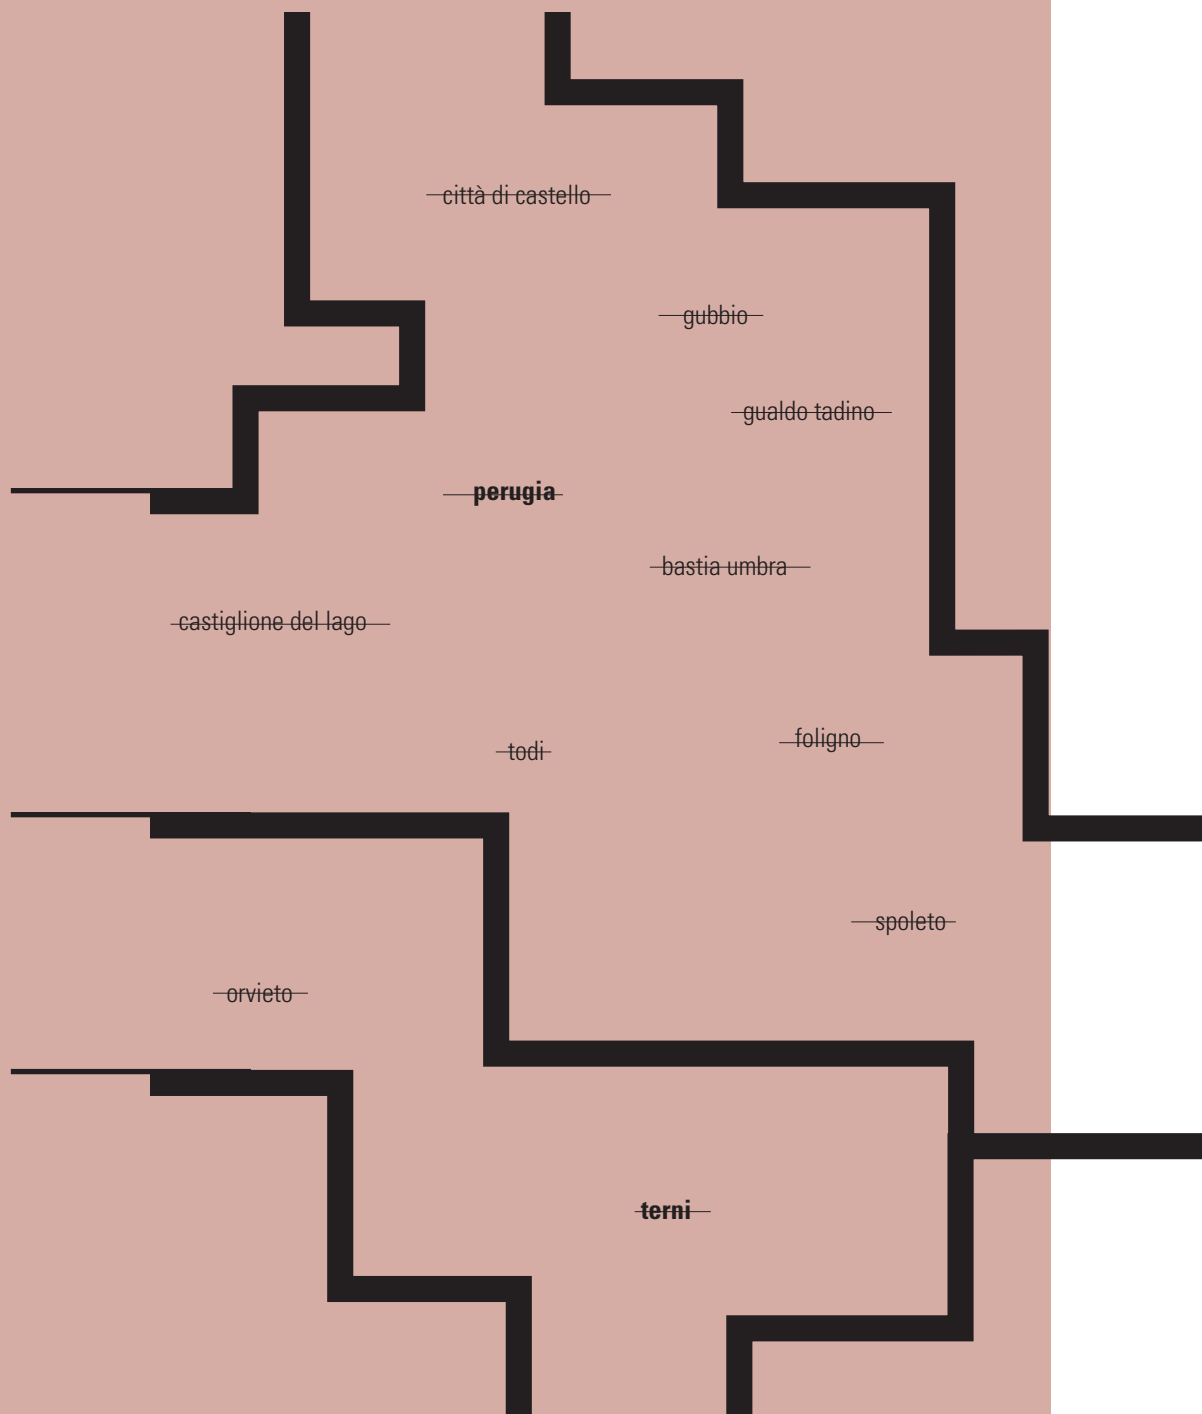 città di castello
gubbio
gualdo tadino
perugia
bastia umbra
castiglione del lago
foligno
todi
spoleto
orvieto
terni